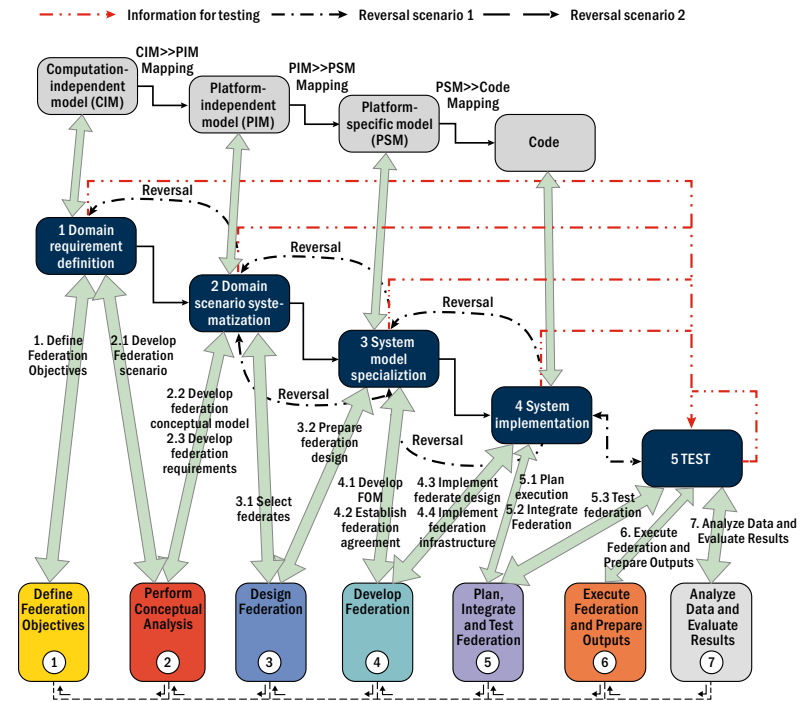 Information for testing
Reversal scenario 1
Reversal scenario 2
CIM>>PIM
Mapping
Computation-
independent
model (CIM)
PIM>>PSM
Mapping
Platform-
independent
model (PIM)
PSM>>Code
Mapping
Platform-
specific model
(PSM)
Code
Reversal
1 Domain
requirement
definition
Reversal
2 Domain
scenario syste-
matization
Reversal
3 System
model
specializtion
1. Define
Federation
Objectives
2.1 Develop
Federation
scenario
Reversal
2.2 Develop
federation
conceptual model
2.3 Develop
federation
requirements
4 System
implementation
3.2 Prepare
federation
design
Reversal
5 TEST
3.1 Select
federates
4.1 Develop
FOM
4.2 Establish
federation
agreement
4.3 Implement
federate design
4.4 Implement
federation
infrastructure
5.1 Plan
execution
5.2 Integrate
Federation
5.3 Test
federation
6. Execute
Federation and
Prepare Outputs
7. Analyze Data and
Evaluate Results
Define
Federation
Objectives
1
Perform
Conceptual
Analysis
2
Design
Federation
3
Develop
Federation
4
Plan,
Integrate
and Test
Federation
5
Execute
Federation
and Prepare
Outputs
6
Analyze
Data and
Evaluate
Results
7